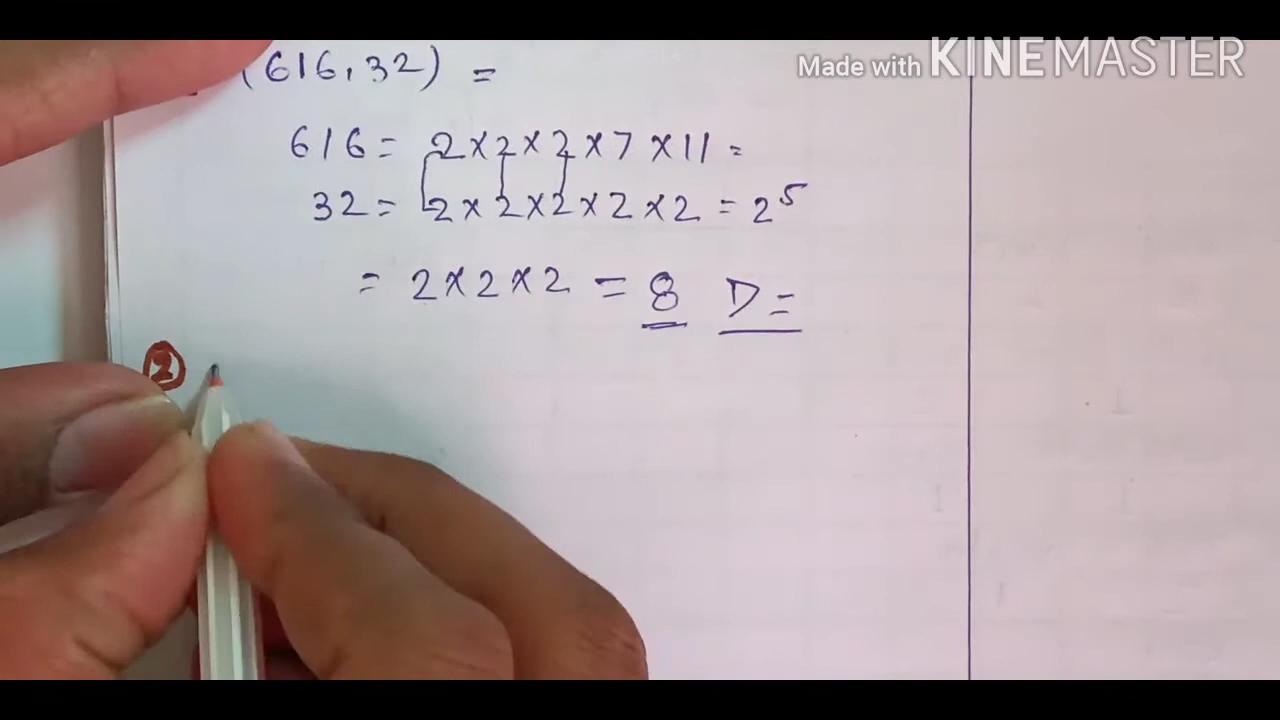 Made with KINEMASTER
(616, 32) =
616 = 2 × 2 × 2 × 7 × 11 =
32 = 2 × 2 × 2 × 2 × 2 = 2⁵
= 2 × 2 × 2 = 8 D =
2